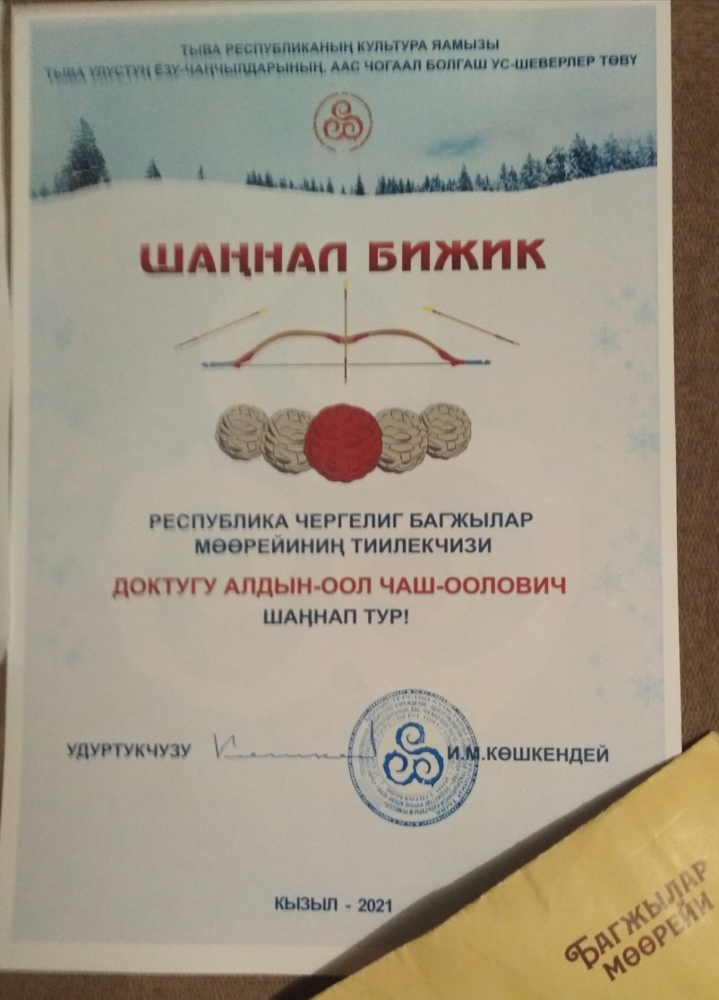 ТЫВА РЕСПУБЛИКАНЫҢ КУЛЬТУРА ЯАМЫЗЫ
ТЫВА УЛУСТУҢ ЁЗУ-ЧАҢЧЫЛДАРЫНЫҢ, ААС ЧОГААЛ БОЛГАШ УС-ШЕВЕРЛЕР ТӨВҮ
ШАҢНАЛ БИЖИК
РЕСПУБЛИКА ЧЕРГЕЛИГ БАГЖЫЛАР
МӨӨРЕЙИНИҢ ТИИЛЕКЧИЗИ
ДОКТУГУ АЛДЫН-ООЛ ЧАШ-ООЛОВИЧ
ШАҢНАП ТУР!
УДУРТУКЧУЗУ И.М.КӨШКЕНДЕЙ
КЫЗЫЛ - 2021
БАГЖЫЛАР
МӨӨРЕЙИ